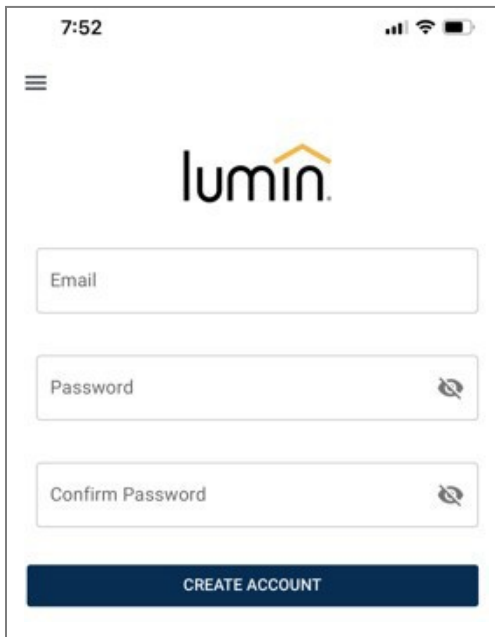 7:52
lumin
Email
Password
Confirm Password
CREATE ACCOUNT